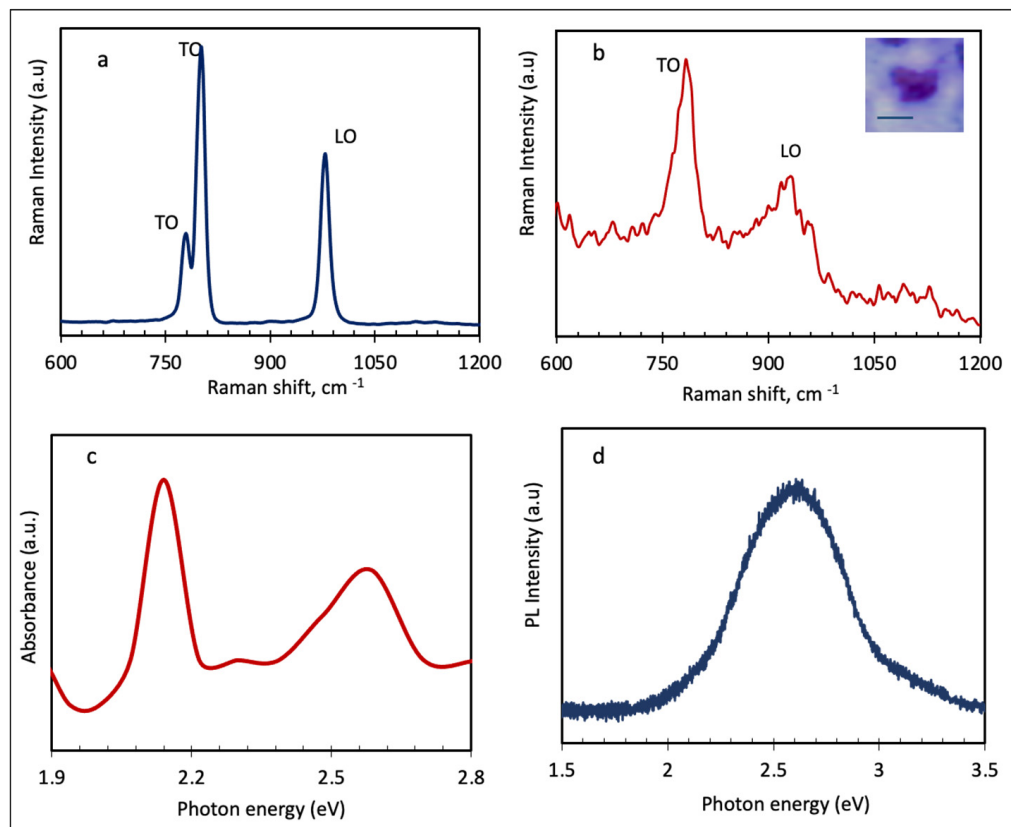 a
TO
TO
LO
Raman Intensity (a.u)
600 750 900 1050 1200
Raman shift, cm -1
b
TO
LO
Raman Intensity (a.u)
600 750 900 1050 1200
Raman shift, cm -1
c
Absorbance (a.u.)
1.9 2.2 2.5 2.8
Photon energy (eV)
d
PL Intensity (a.u)
1.5 2 2.5 3 3.5
Photon energy (eV)